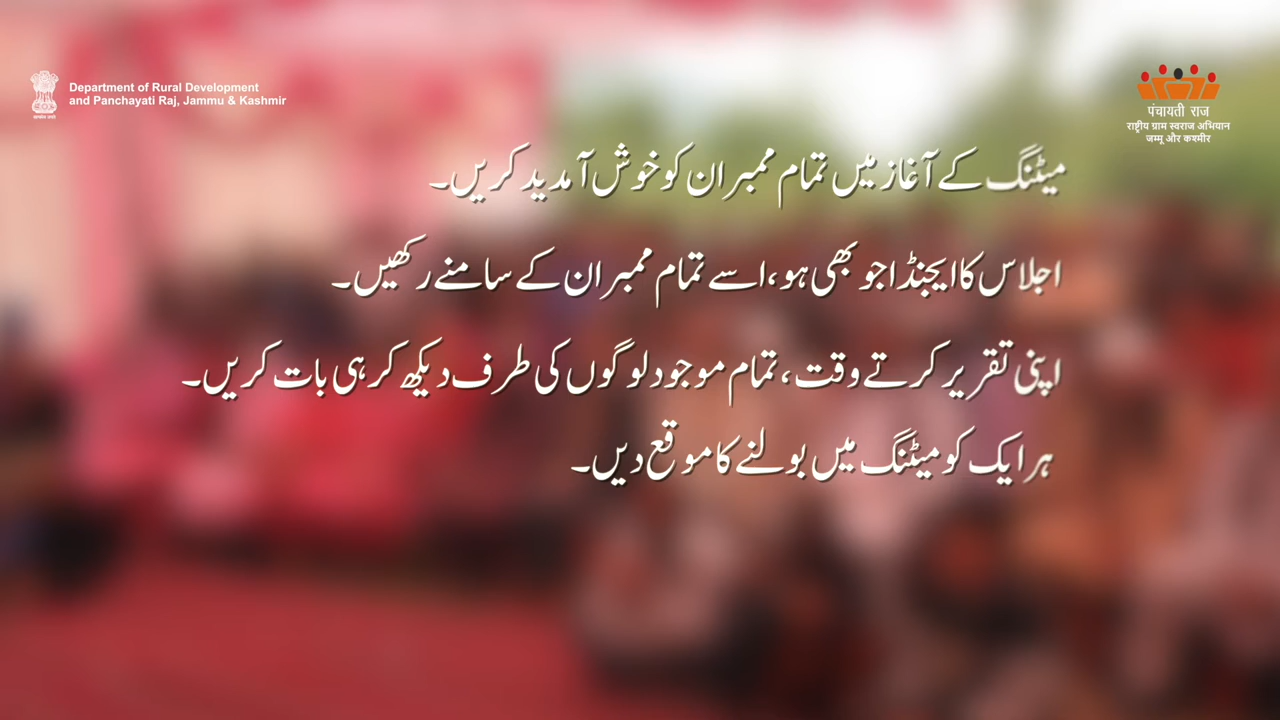 Department of Rural Development
and Panchayati Raj, Jammu & Kashmir
पंचायती राज
राष्ट्रीय ग्राम स्वराज अभियान
जम्मू और कश्मीर
میٹنگ کے آغاز میں تمام ممبران کو خوش آمدید کریں۔
اجلاس کا ایجنڈا جو بھی ہو، اسے تمام ممبران کے سامنے رکھیں۔
اپنی تقریر کرتے وقت، تمام موجود لوگوں کی طرف دیکھ کر ہی بات کریں۔
ہر ایک کو میٹنگ میں بولنے کا موقع دیں۔